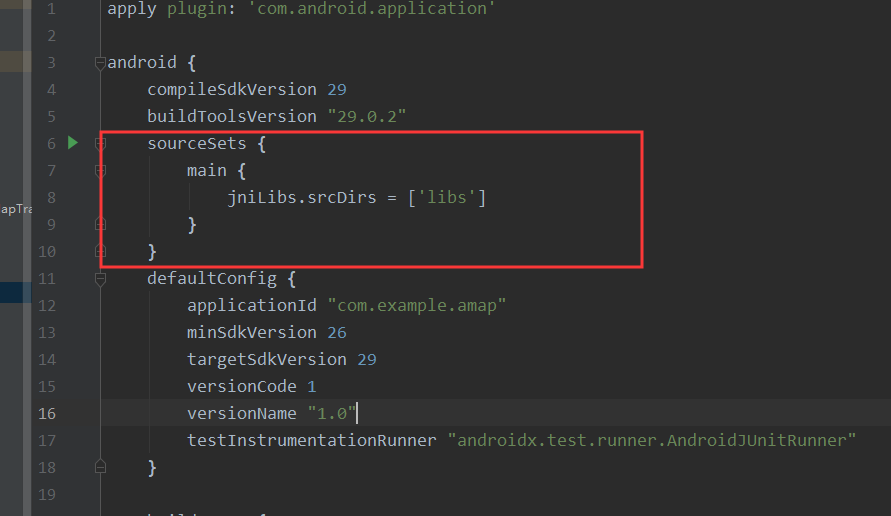 1 apply plugin: 'com.android.application'
2
3 android {
4 compileSdkVersion 29
5 buildToolsVersion "29.0.2"
6 sourceSets {
7 main {
8 jniLibs.srcDirs = ['libs']
apTra
9 }
10 }
11 defaultConfig {
12 applicationId "com.example.amap"
13 minSdkVersion 26
14 targetSdkVersion 29
15 versionCode 1
16 versionName "1.0"
17 testInstrumentationRunner "androidx.test.runner.AndroidJUnitRunner"
18 }
19